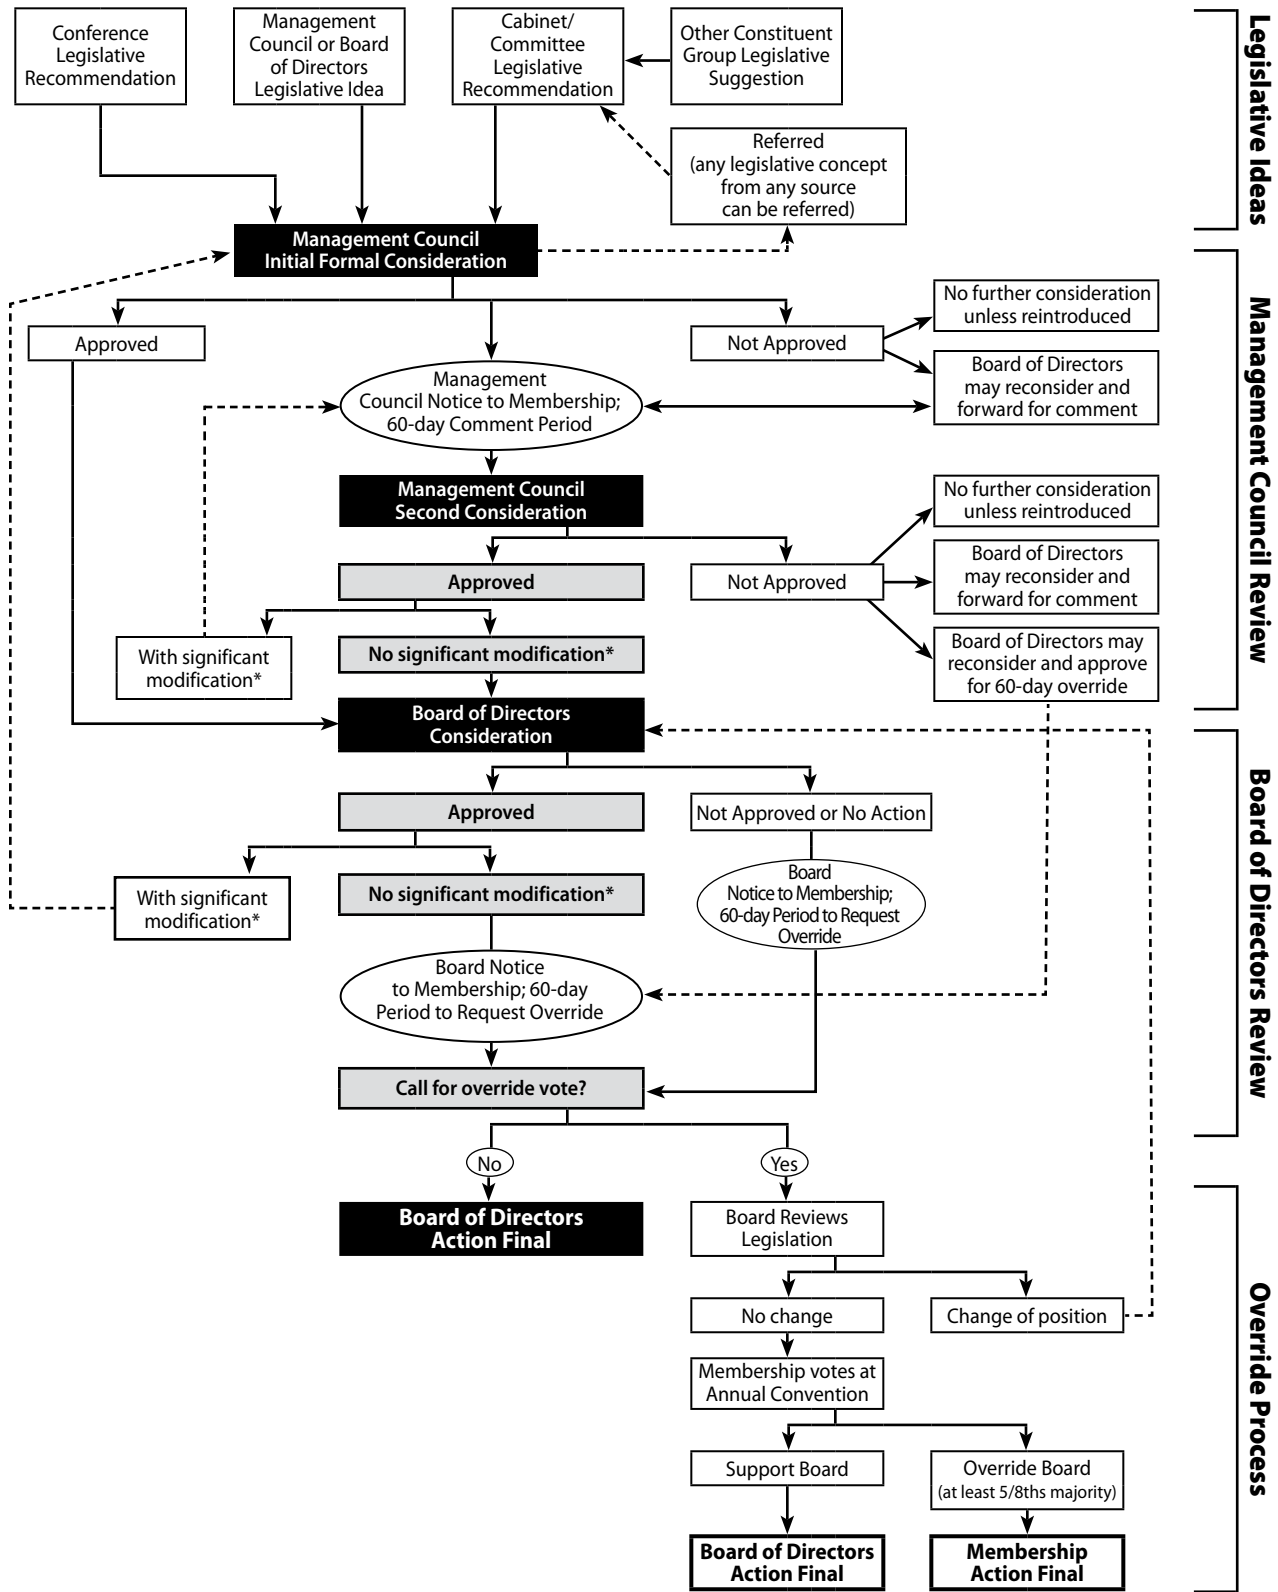 Conference
Legislative
Recommendation
Management
Council or Board
of Directors
Legislative Idea
Cabinet/
Committee
Legislative
Recommendation
Other Constituent
Group Legislative
Suggestion
Referred
(any legislative concept
from any source
can be referred)
Legislative Ideas
Management Council
Initial Formal Consideration
Approved
Management
Council Notice to Membership;
60-day Comment Period
Not Approved
No further consideration
unless reintroduced
Board of Directors
may reconsider and
forward for comment
Management Council
Second Consideration
Approved
Not Approved
No further consideration
unless reintroduced
Board of Directors
may reconsider and
forward for comment
Board of Directors may
reconsider and approve
for 60-day override
With significant
modification*
No significant modification*
Management Council Review
Board of Directors
Consideration
Approved
Not Approved or No Action
With significant
modification*
No significant modification*
Board
Notice to Membership;
60-day Period to Request
Override
Board Notice
to Membership; 60-day
Period to Request Override
Call for override vote?
Board of Directors Review
No
Yes
Board of Directors
Action Final
Board Reviews
Legislation
No change
Change of position
Membership votes at
Annual Convention
Support Board
Override Board
(at least 5/8ths majority)
Board of Directors
Action Final
Membership
Action Final
Override Process